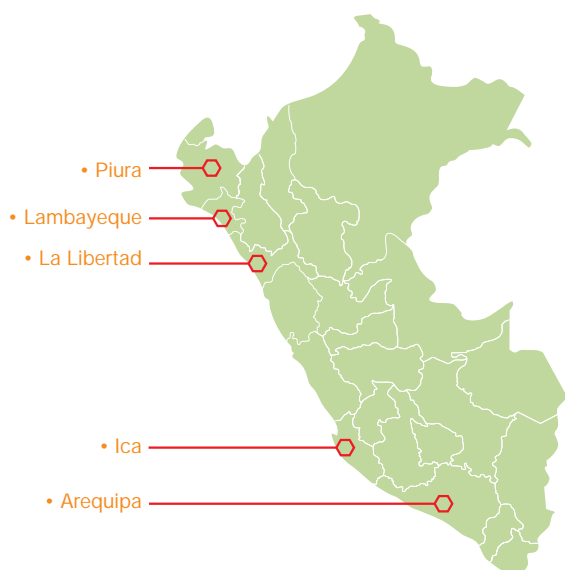 • Piura
• Lambayeque
• La Libertad
• Ica
• Arequipa